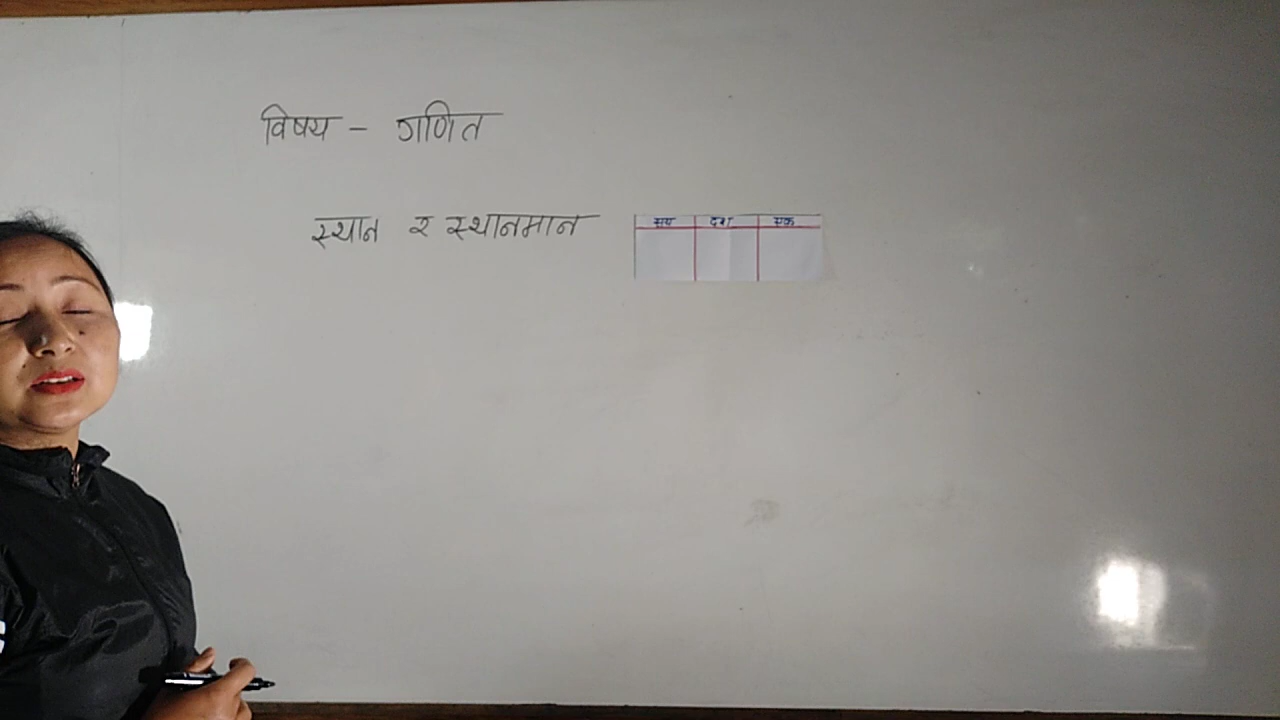 विषय - गणित
स्थान र स्थानमान
सय दश एक